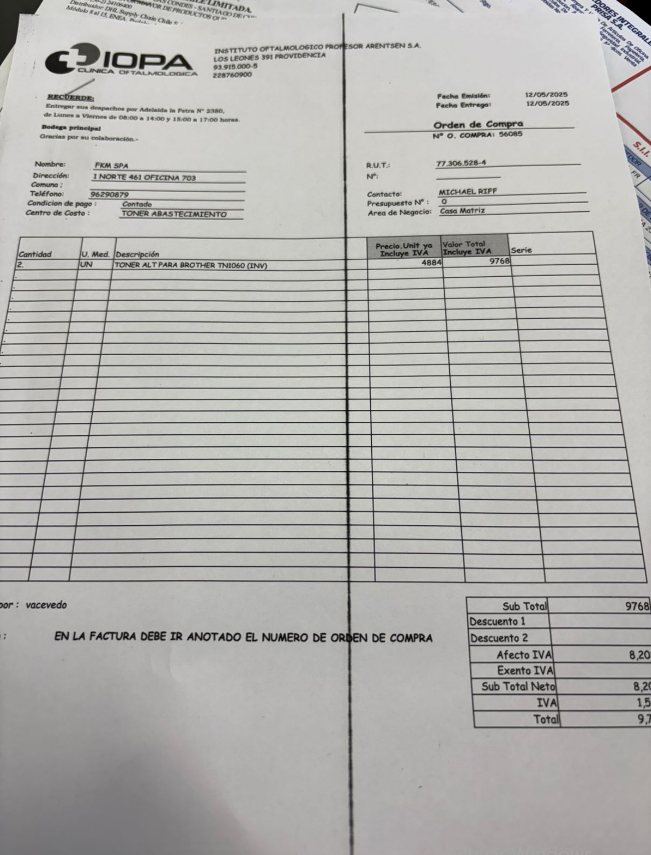 IOPA
CLINICA OFTALMOLOGICA
INSTITUTO OFTALMOLOGICO PROFESOR ARENTSEN S.A.
LOS LEONES 391 PROVIDENCIA
93.915.000-5
228760900
RECUERDE:
Entregar sus despachos por Adelaida la Fetra Nº 2380,
de Lunes a Viernes de 08:00 a 14:00 y 15:00 a 17:00 horas.
Bodega principal
Gracias por su colaboración.-
Fecha Emisión: 12/05/2025
Fecha Entrega: 12/05/2025
Orden de Compra
Nº O. COMPRA: 56085
Nombre: FKM SPA
Dirección: 1 NORTE 461 OFICINA 703
Comuna :
Teléfono: 96290879
Condicion de pago : Contado
Centro de Costo : TONER ABASTECIMIENTO
R.U.T.: 77.306.528-4
Nº:
Contacto: MICHAEL RIFF
Presupuesto Nº : 0
Area de Negocio: Casa Matriz
Cantidad U. Med. Descripción Precio.Unit ya Incluye IVA Valor Total Incluye IVA Serie
2. UN TONER ALT PARA BROTHER TN1060 (INV) 4884 9768
por : vacevedo
: EN LA FACTURA DEBE IR ANOTADO EL NUMERO DE ORDEN DE COMPRA
Sub Total 9768
Descuento 1
Descuento 2
Afecto IVA 8,20
Exento IVA
Sub Total Neto 8,20
IVA 1,5
Total 9,7